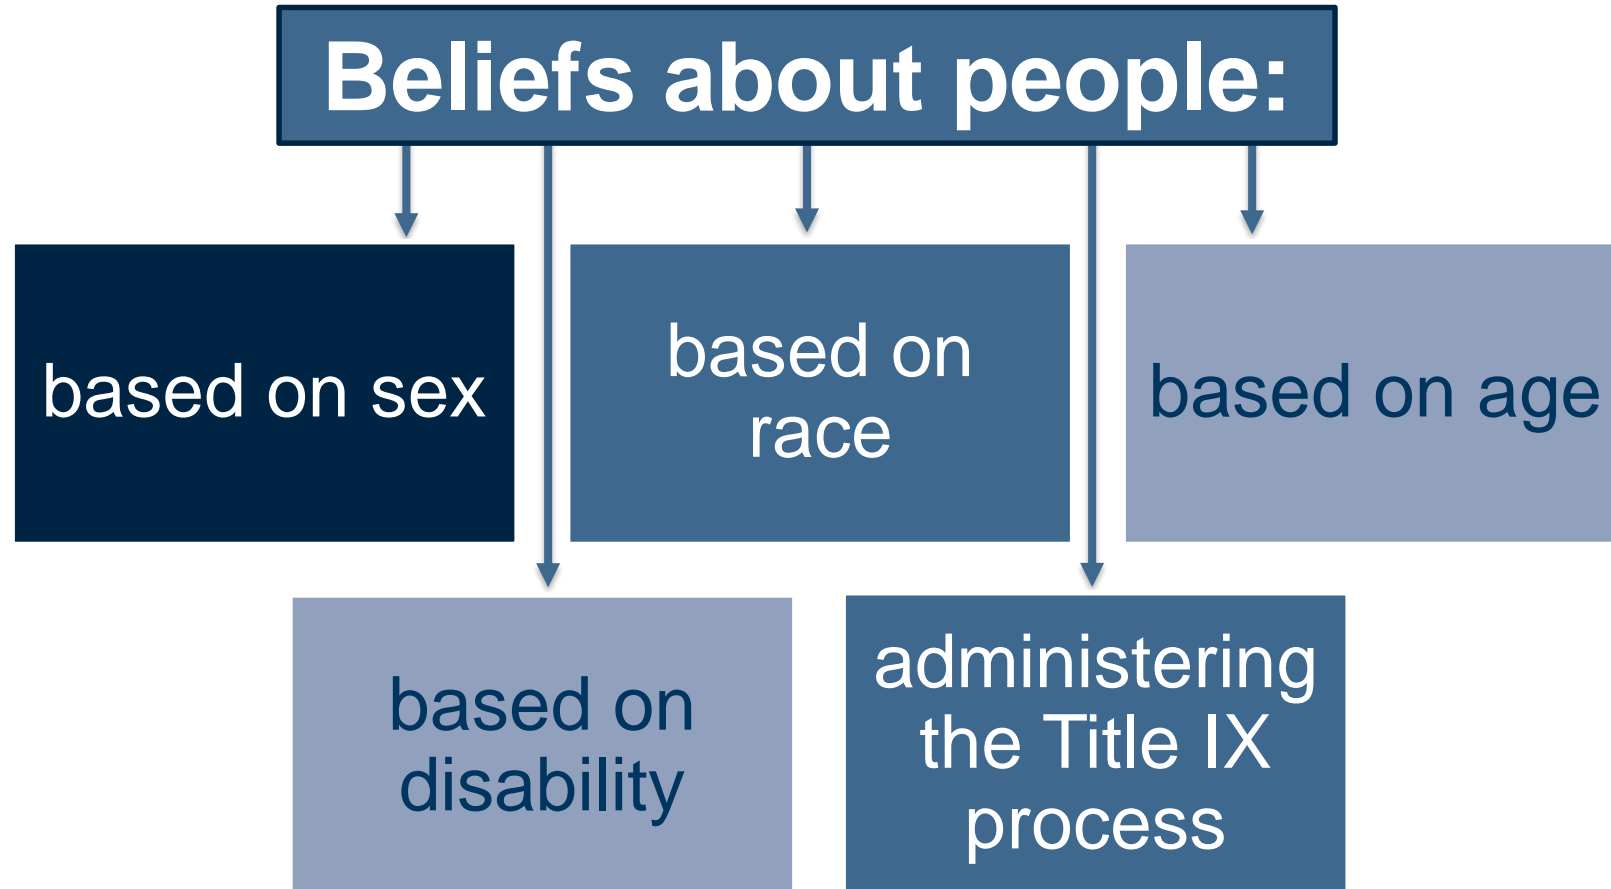 Beliefs about people:
based on sex
based on
race
based on age
based on
disability
administering
the Title IX
process